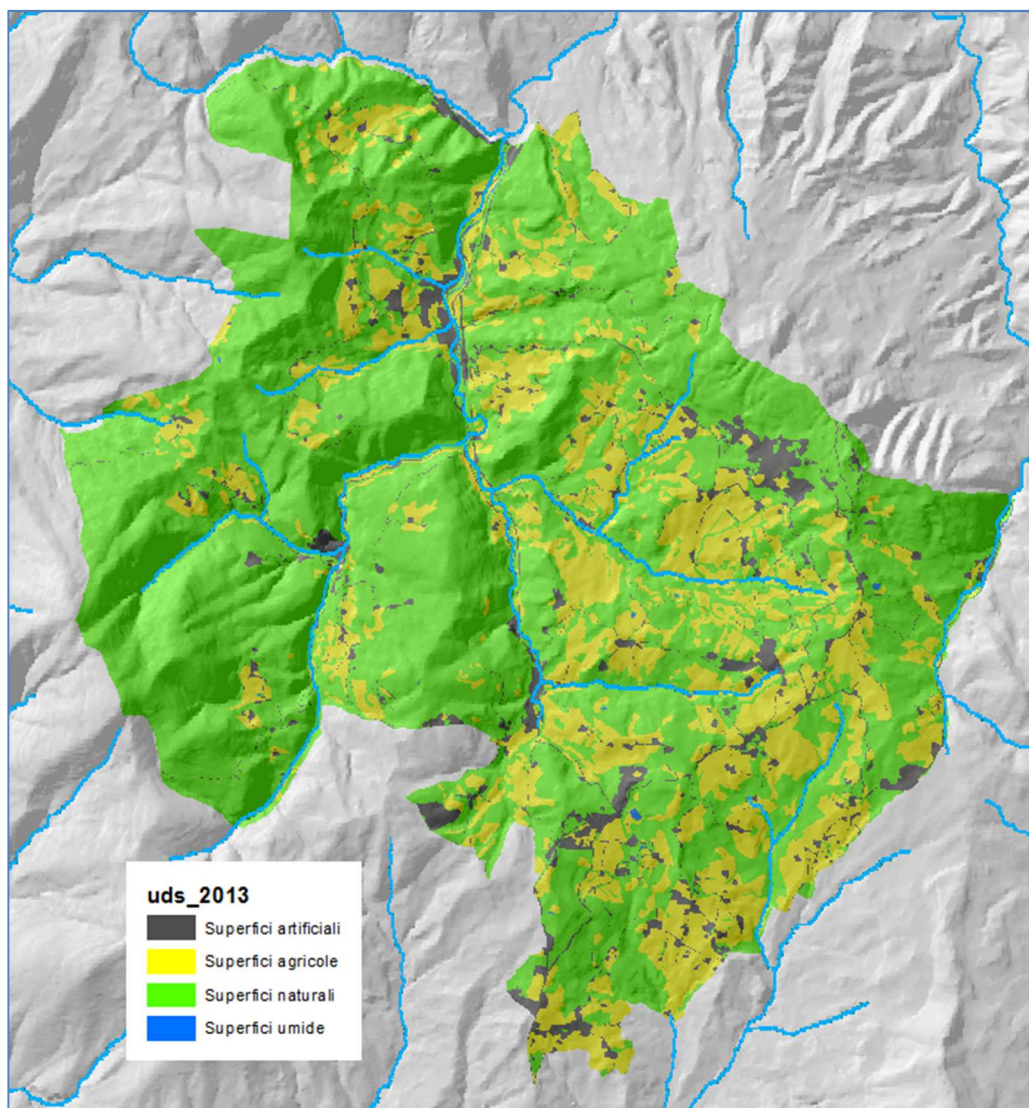 uds_2013
Superfici artificiali
Superfici agricole
Superfici naturali
Superfici umide